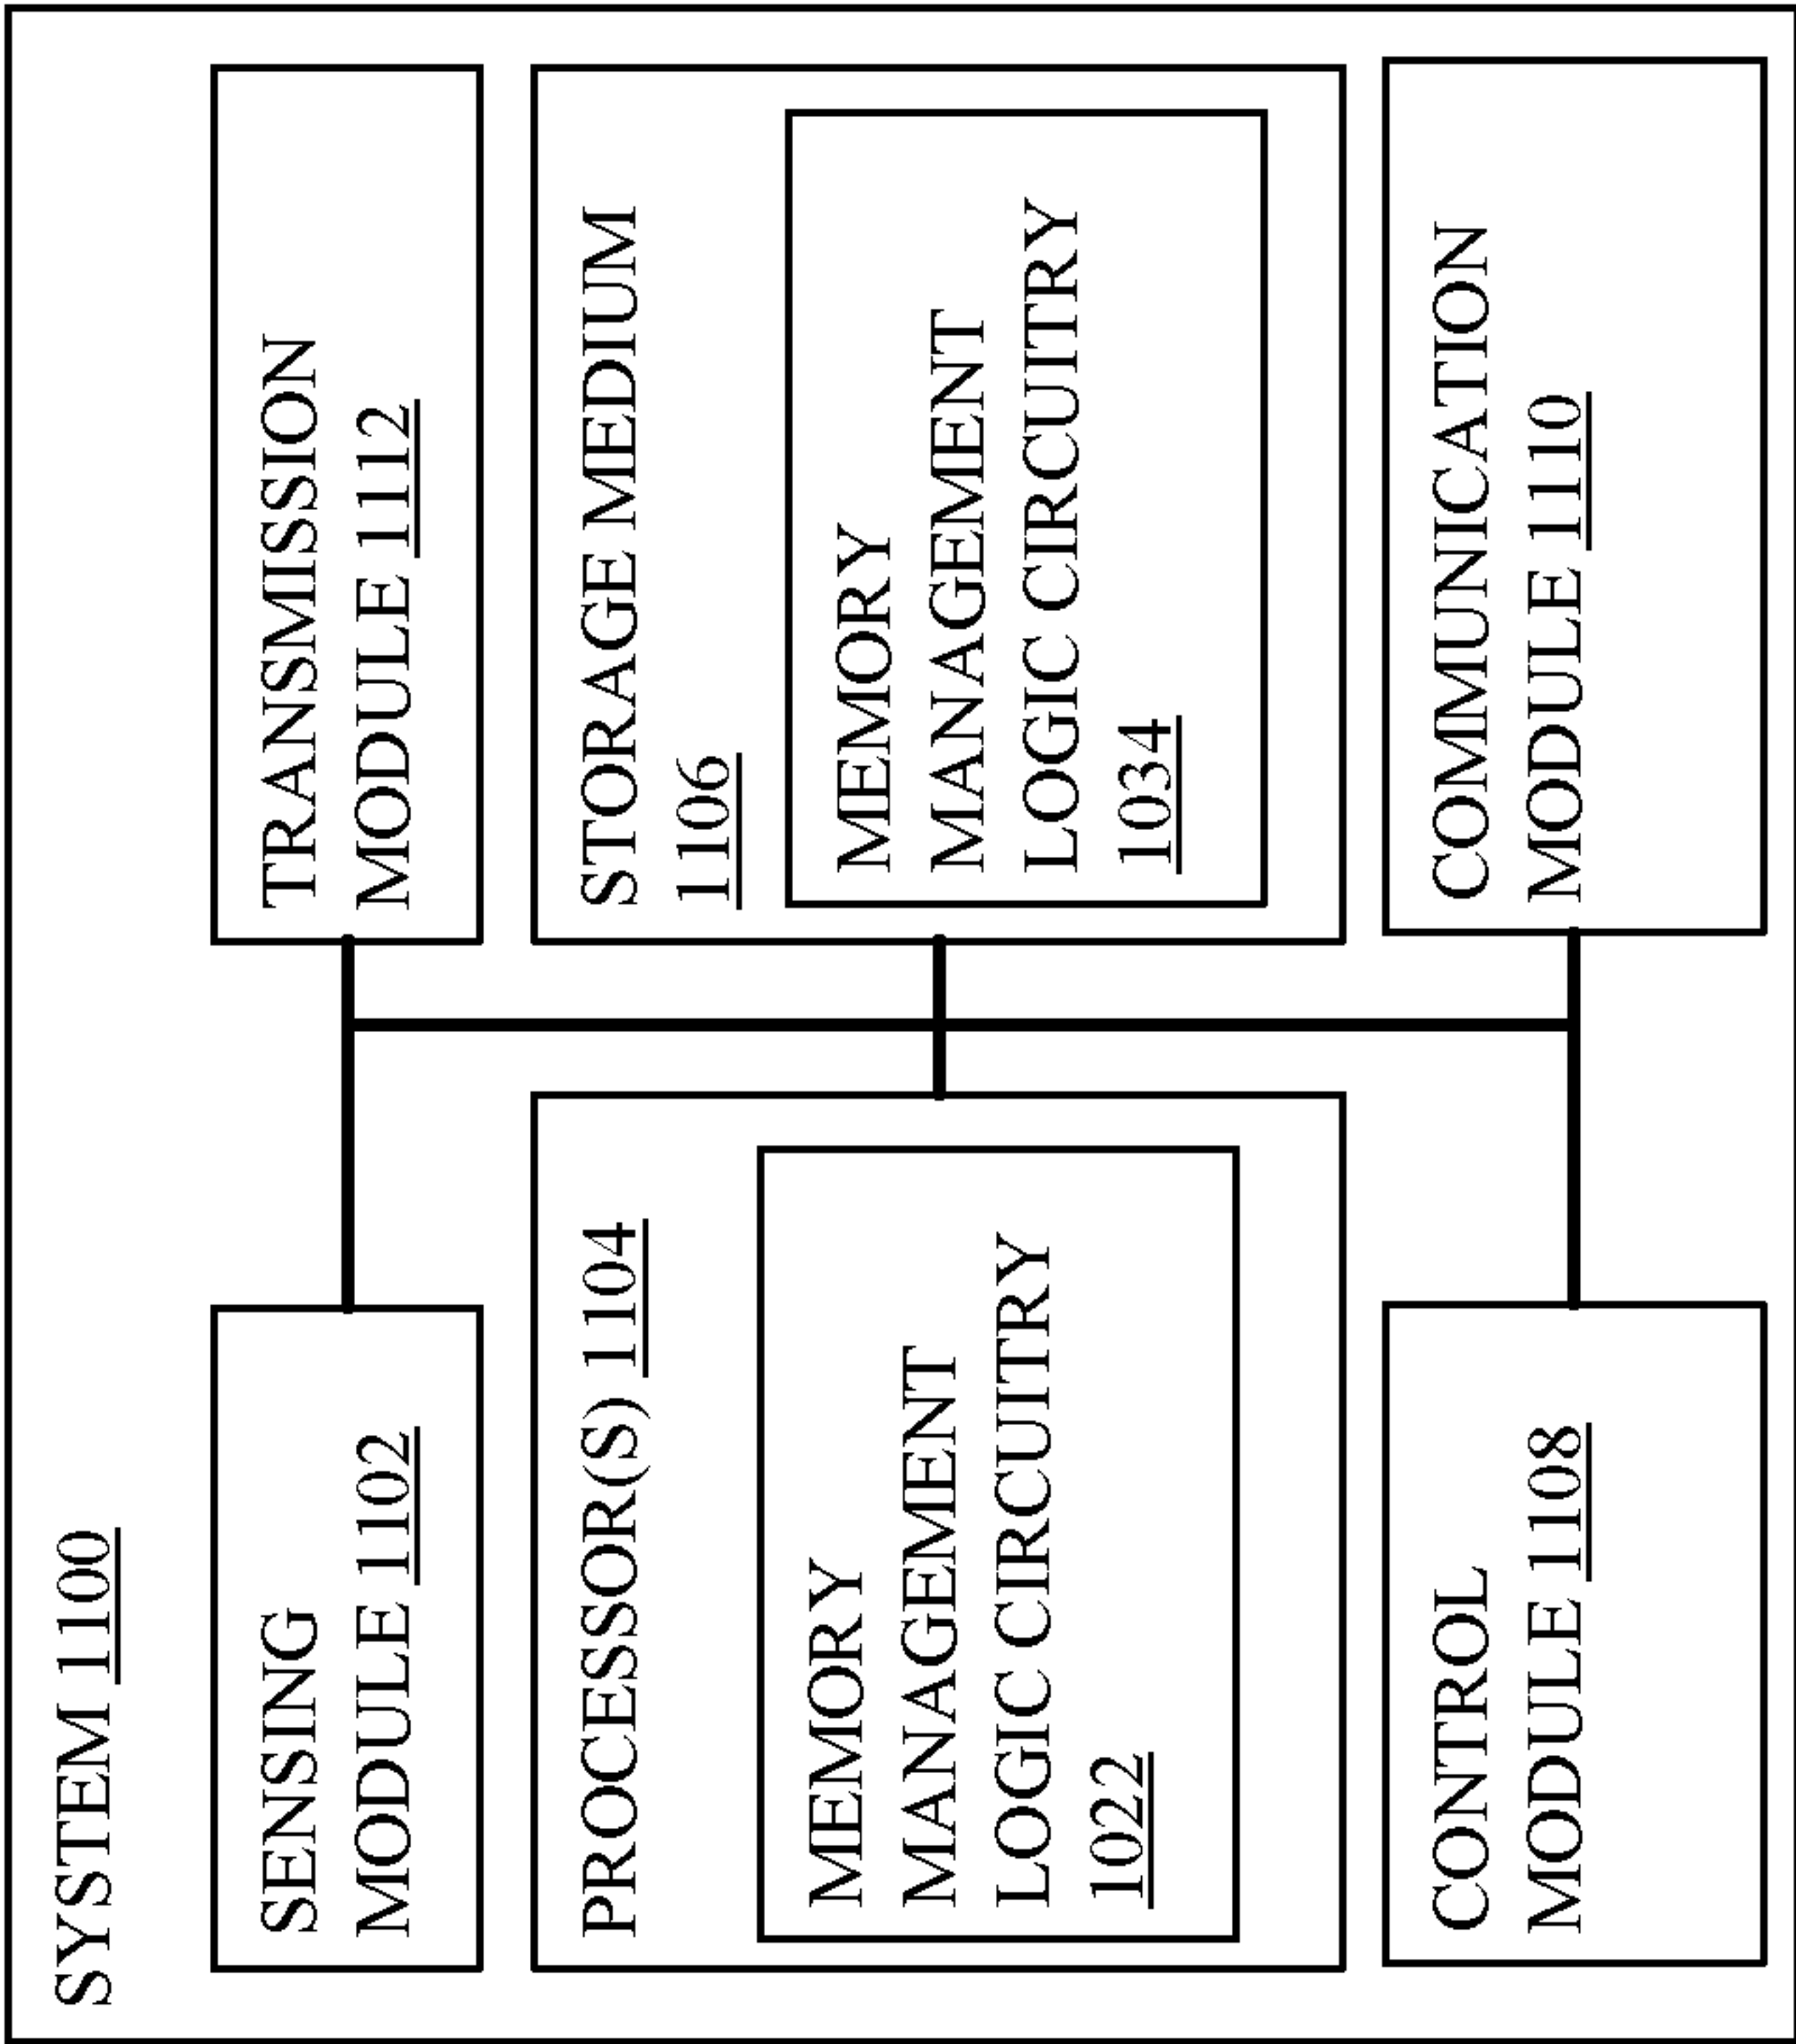 SYSTEM 1100
SENSING
MODULE 1102
TRANSMISSION
MODULE 1112
PROCESSOR(S) 1104
MEMORY
MANAGEMENT
LOGIC CIRCUITRY
1022
STORAGE MEDIUM
1106
MEMORY
MANAGEMENT
LOGIC CIRCUITRY
1034
CONTROL
MODULE 1108
COMMUNICATION
MODULE 1110